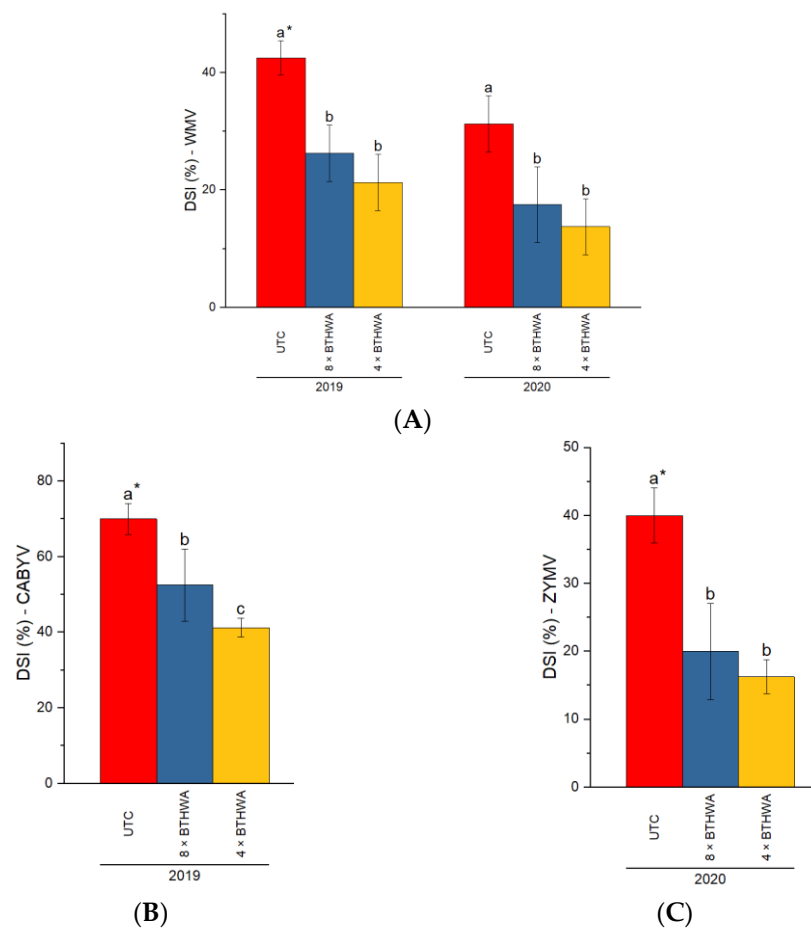 DSI (%) - WMV
40
20
0
a*
b
b
a
b
b
UTC
8 × BTHWA
4 × BTHWA
UTC
8 × BTHWA
4 × BTHWA
2019
2020
(A)
DSI (%) - CABYV
80
60
40
20
0
a*
b
c
UTC
8 × BTHWA
4 × BTHWA
2019
(B)
DSI (%) - ZYMV
50
40
30
20
10
0
a*
b
b
UTC
8 × BTHWA
4 × BTHWA
2020
(C)